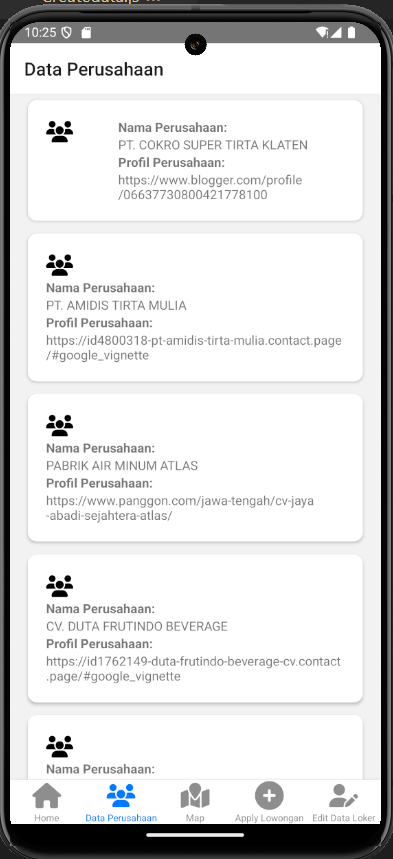 Createdata.js ...
10:25
Data Perusahaan
Nama Perusahaan:
PT. COKRO SUPER TIRTA KLATEN
Profil Perusahaan:
https://www.blogger.com/profile
/06637730800421778100
Nama Perusahaan:
PT. AMIDIS TIRTA MULIA
Profil Perusahaan:
https://id4800318-pt-amidis-tirta-mulia.contact.page
/#google_vignette
Nama Perusahaan:
PABRIK AIR MINUM ATLAS
Profil Perusahaan:
https://www.panggon.com/jawa-tengah/cv-jaya
-abadi-sejahtera-atlas/
Nama Perusahaan:
CV. DUTA FRUTINDO BEVERAGE
Profil Perusahaan:
https://id1762149-duta-frutindo-beverage-cv.contact
.page/#google_vignette
Nama Perusahaan:
Home Data Perusahaan Map Apply Lowongan Edit Data Loker